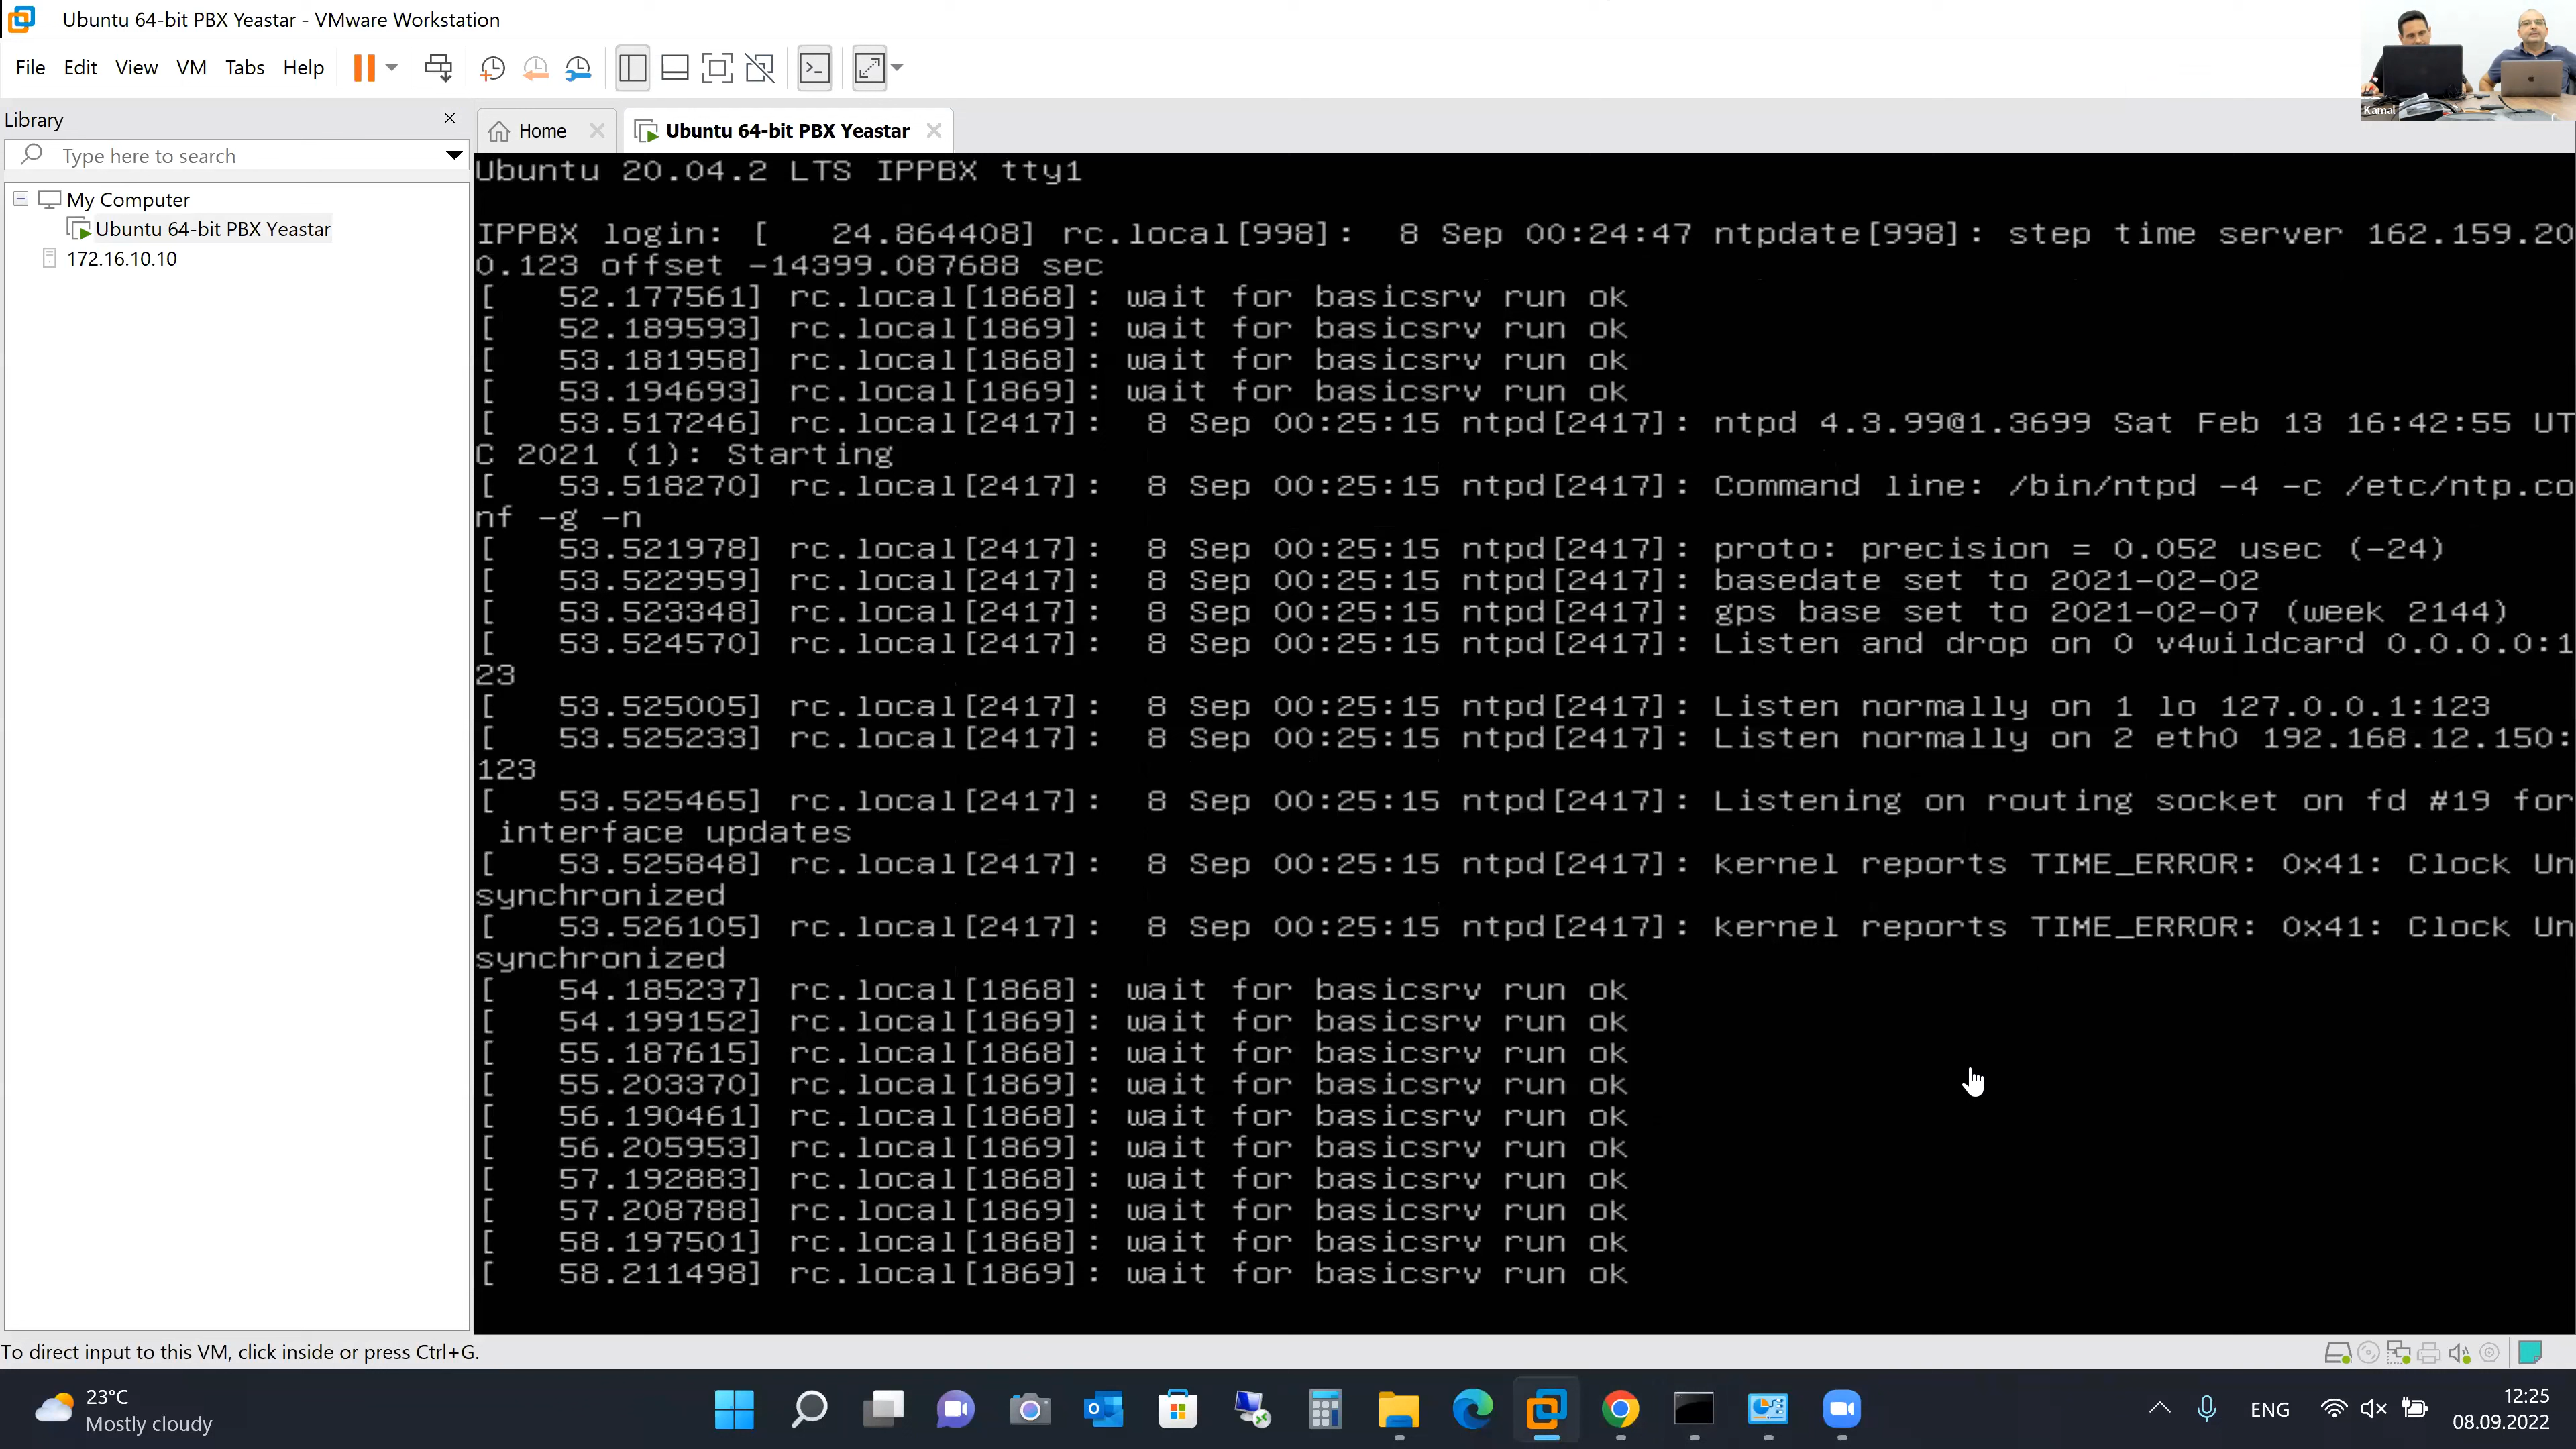 Ubuntu 64-bit PBX Yeastar - VMware Workstation
File Edit View VM Tabs Help
Kamal
Library
Type here to search
My Computer
Ubuntu 64-bit PBX Yeastar
172.16.10.10
Home
Ubuntu 64-bit PBX Yeastar
Ubuntu 20.04.2 LTS IPPBX tty1
IPPBX login: [   24.864408] rc.local[998]:  8 Sep 00:24:47 ntpdate[998]: step time server 162.159.20
0.123 offset -14399.087688 sec
[   52.177561] rc.local[1868]: wait for basicsrv run ok
[   52.189593] rc.local[1869]: wait for basicsrv run ok
[   53.181958] rc.local[1868]: wait for basicsrv run ok
[   53.194693] rc.local[1869]: wait for basicsrv run ok
[   53.517246] rc.local[2417]:  8 Sep 00:25:15 ntpd[2417]: ntpd 4.3.99@1.3699 Sat Feb 13 16:42:55 UT
C 2021 (1): Starting
[   53.518270] rc.local[2417]:  8 Sep 00:25:15 ntpd[2417]: Command line: /bin/ntpd -4 -c /etc/ntp.co
nf -g -n
[   53.521978] rc.local[2417]:  8 Sep 00:25:15 ntpd[2417]: proto: precision = 0.052 usec (-24)
[   53.522959] rc.local[2417]:  8 Sep 00:25:15 ntpd[2417]: basedate set to 2021-02-02
[   53.523348] rc.local[2417]:  8 Sep 00:25:15 ntpd[2417]: gps base set to 2021-02-07 (week 2144)
[   53.524570] rc.local[2417]:  8 Sep 00:25:15 ntpd[2417]: Listen and drop on 0 v4wildcard 0.0.0.0:1
23
[   53.525005] rc.local[2417]:  8 Sep 00:25:15 ntpd[2417]: Listen normally on 1 lo 127.0.0.1:123
[   53.525233] rc.local[2417]:  8 Sep 00:25:15 ntpd[2417]: Listen normally on 2 eth0 192.168.12.150:
123
[   53.525465] rc.local[2417]:  8 Sep 00:25:15 ntpd[2417]: Listening on routing socket on fd #19 for
 interface updates
[   53.525848] rc.local[2417]:  8 Sep 00:25:15 ntpd[2417]: kernel reports TIME_ERROR: 0x41: Clock Un
synchronized
[   53.526105] rc.local[2417]:  8 Sep 00:25:15 ntpd[2417]: kernel reports TIME_ERROR: 0x41: Clock Un
synchronized
[   54.185237] rc.local[1868]: wait for basicsrv run ok
[   54.199152] rc.local[1869]: wait for basicsrv run ok
[   55.187615] rc.local[1868]: wait for basicsrv run ok
[   55.203370] rc.local[1869]: wait for basicsrv run ok
[   56.190461] rc.local[1868]: wait for basicsrv run ok
[   56.205953] rc.local[1869]: wait for basicsrv run ok
[   57.192883] rc.local[1868]: wait for basicsrv run ok
[   57.208788] rc.local[1869]: wait for basicsrv run ok
[   58.197501] rc.local[1868]: wait for basicsrv run ok
[   58.211498] rc.local[1869]: wait for basicsrv run ok
To direct input to this VM, click inside or press Ctrl+G.
23°C
Mostly cloudy
ENG
12:25
08.09.2022